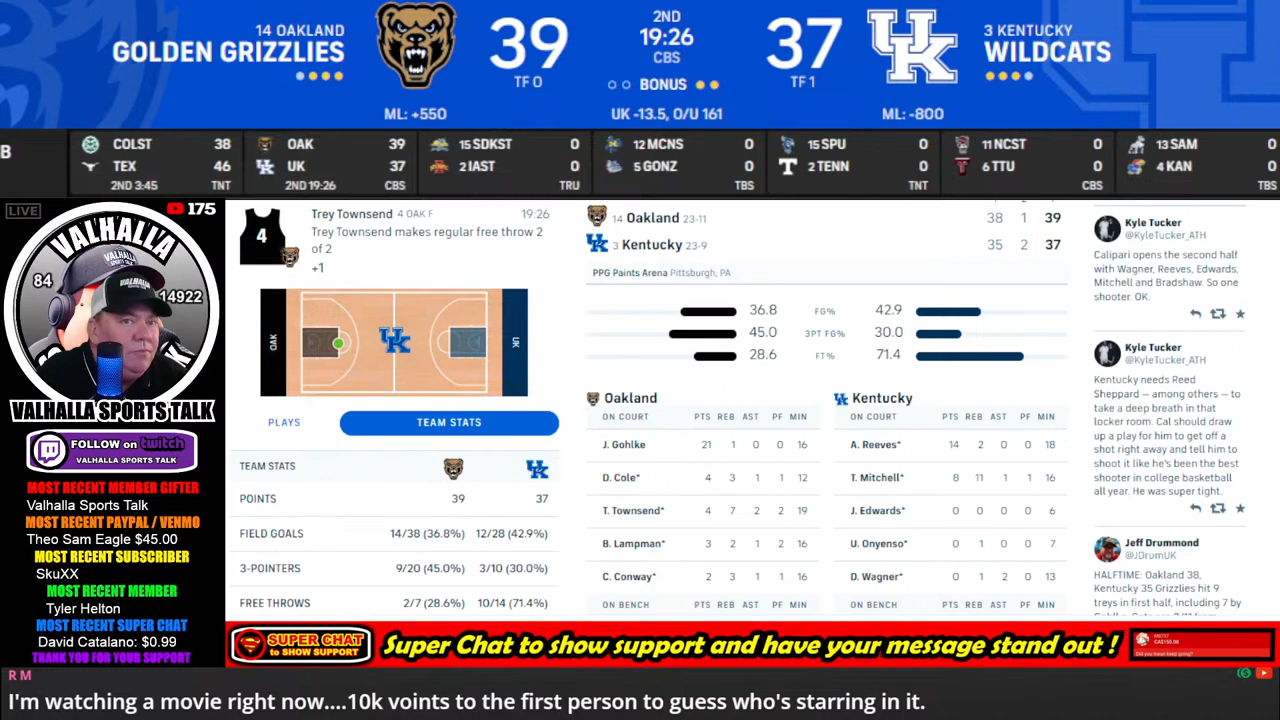 14 OAKLAND
GOLDEN GRIZZLIES
39
TF 0
2ND
19:26
CBS
BONUS
37
TF 1
3 KENTUCKY
WILDCATS
ML: +550
UK -13.5, O/U 161
ML: -800
B
COLST 38
TEX 46
2ND 3:45 TNT
OAK 39
UK 37
2ND 19:26 CBS
15 SDKST 0
2 IAST 0
TRU
12 MCNS 0
5 GONZ 0
TBS
15 SPU 0
2 TENN 0
TNT
11 NCST 0
6 TTU 0
CBS
13 SAM 0
4 KAN 0
TBS
LIVE
175
VALHALLA
84
14922
VALHALLA SPORTS TALK
FOLLOW on twitch
VALHALLA SPORTS TALK
MOST RECENT MEMBER GIFTER
Valhalla Sports Talk
MOST RECENT PAYPAL / VENMO
Theo Sam Eagle $45.00
MOST RECENT SUBSCRIBER
SkuXX
MOST RECENT MEMBER
Tyler Helton
MOST RECENT SUPER CHAT
David Catalano: $0.99
THANK YOU FOR YOUR SUPPORT
4
Trey Townsend 4 OAK F 19:26
Trey Townsend makes regular free throw 2
of 2
+1
OAK
UK
PLAYS
TEAM STATS
TEAM STATS
POINTS 39 37
FIELD GOALS 14/38 (36.8%) 12/28 (42.9%)
3-POINTERS 9/20 (45.0%) 3/10 (30.0%)
FREE THROWS 2/7 (28.6%) 10/14 (71.4%)
14 Oakland 23-11 38 1 39
3 Kentucky 23-9 35 2 37
PPG Paints Arena Pittsburgh, PA
36.8 FG% 42.9
45.0 3PT FG% 30.0
28.6 FT% 71.4
Oakland
ON COURT PTS REB AST PF MIN
J. Gohlke 21 1 0 0 16
D. Cole* 4 3 1 1 12
T. Townsend* 4 7 2 2 19
B. Lampman* 3 2 1 2 16
C. Conway* 2 3 1 1 16
ON BENCH PTS REB AST PF MIN
Kentucky
ON COURT PTS REB AST PF MIN
A. Reeves* 14 2 0 0 18
T. Mitchell* 8 11 1 1 16
J. Edwards* 0 0 0 0 6
U. Onyenso* 0 1 0 0 7
D. Wagner* 0 1 2 0 13
ON BENCH PTS REB AST PF MIN
Kyle Tucker
@KyleTucker_ATH
Calipari opens the second half
with Wagner, Reeves, Edwards,
Mitchell and Bradshaw. So one
shooter. OK.
Kyle Tucker
@KyleTucker_ATH
Kentucky needs Reed
Sheppard — among others — to
take a deep breath in that
locker room. Cal should draw
up a play for him to get off a
shot right away and tell him to
shoot it like he's been the best
shooter in college basketball
all year. He was super tight.
Jeff Drummond
@JDrumUK
HALFTIME: Oakland 38,
Kentucky 35 Grizzlies hit 9
treys in first half, including 7 by
SUPER CHAT
to SHOW SUPPORT
Super Chat to show support and have your message stand out !
R M
I'm watching a movie right now....10k voints to the first person to guess who's starring in it.